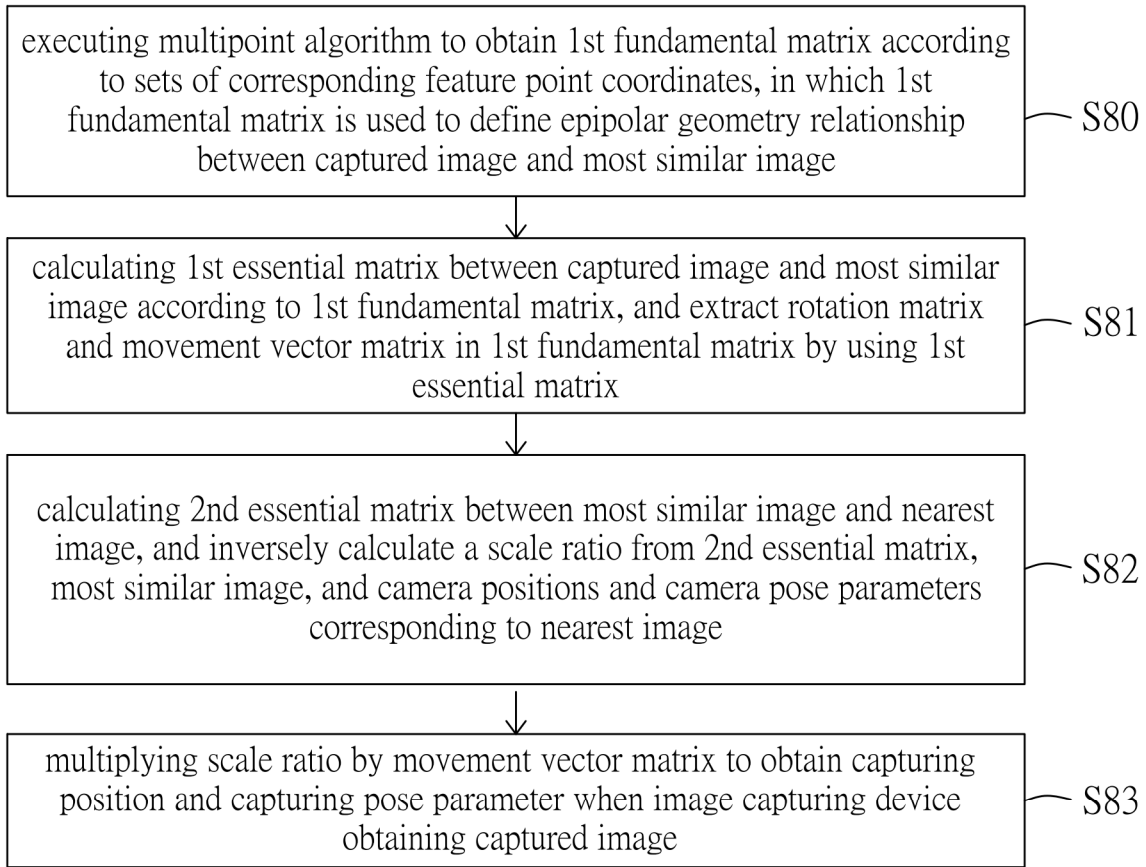 executing multipoint algorithm to obtain 1st fundamental matrix according
to sets of corresponding feature point coordinates, in which 1st
fundamental matrix is used to define epipolar geometry relationship
between captured image and most similar image
S80
calculating 1st essential matrix between captured image and most similar
image according to 1st fundamental matrix, and extract rotation matrix
and movement vector matrix in 1st fundamental matrix by using 1st
essential matrix
S81
calculating 2nd essential matrix between most similar image and nearest
image, and inversely calculate a scale ratio from 2nd essential matrix,
most similar image, and camera positions and camera pose parameters
corresponding to nearest image
S82
multiplying scale ratio by movement vector matrix to obtain capturing
position and capturing pose parameter when image capturing device
obtaining captured image
S83